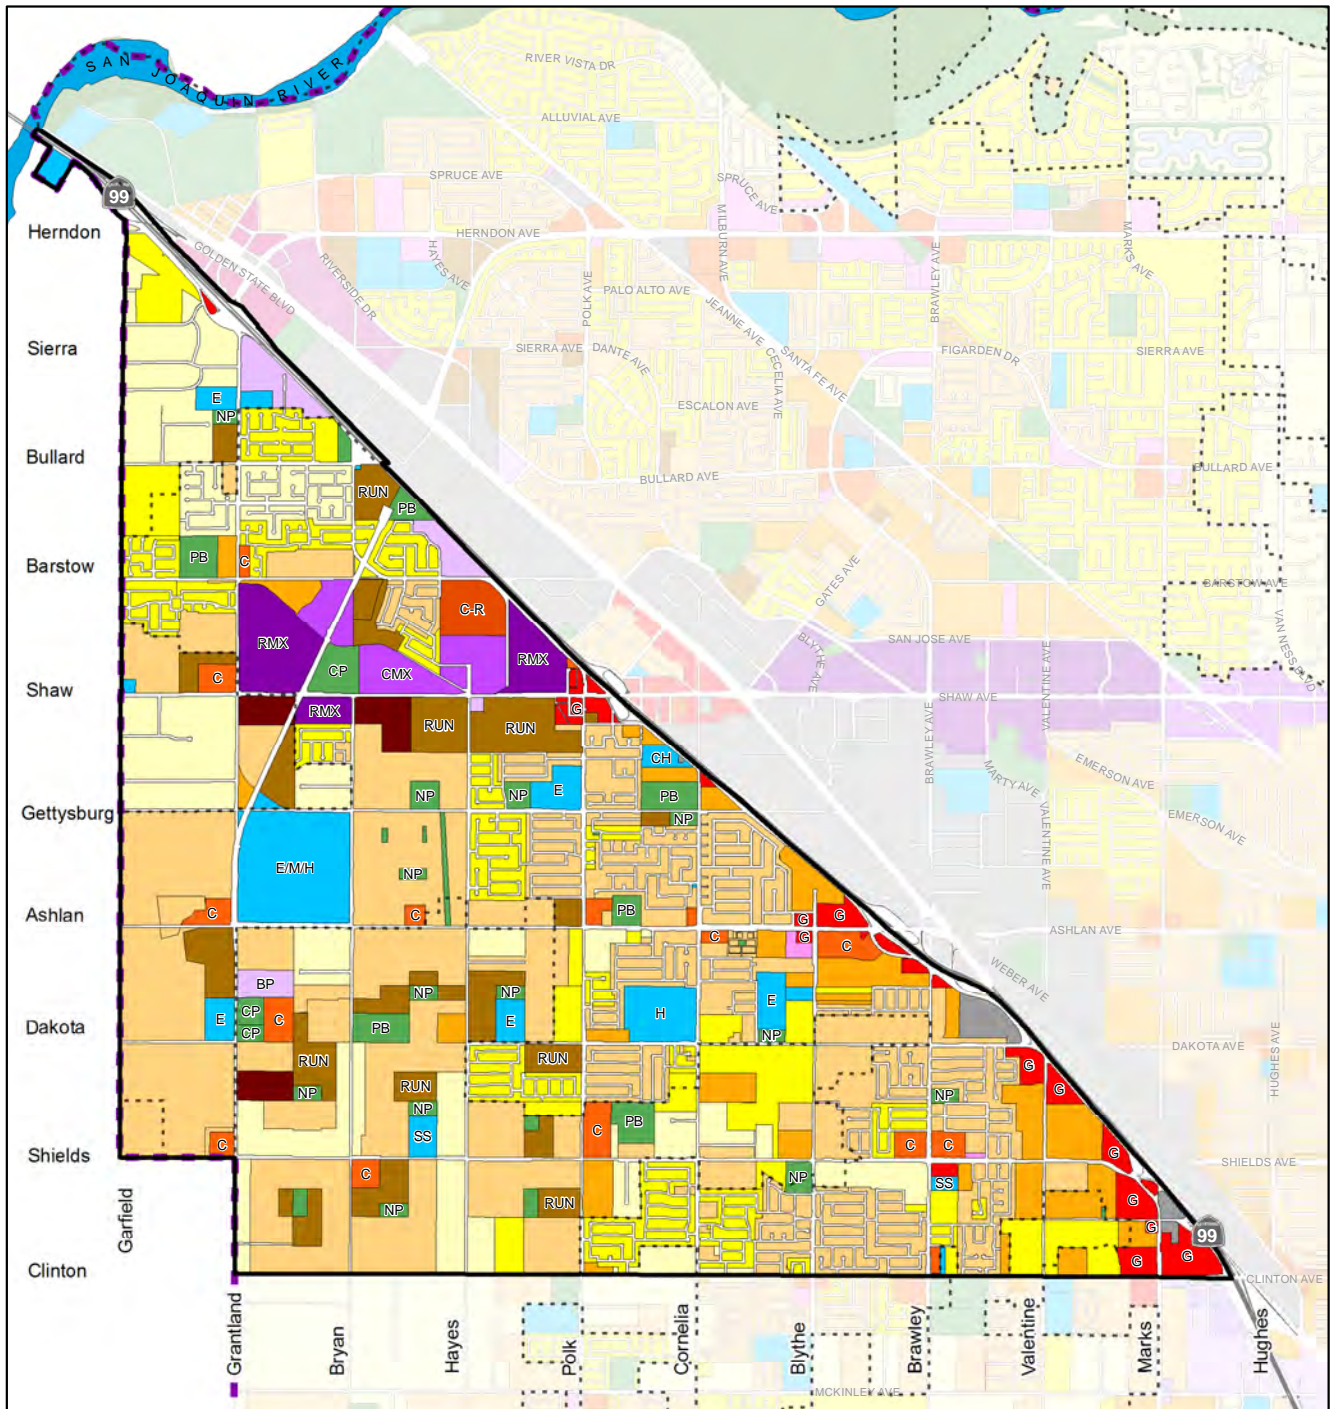 RIVER VISTA DR
SAN JOAQUIN RIVER
ALLUVIAL AVE
SPRUCE AVE
SPRUCE AVE
99
Herndon
HERNDON AVE
MILBURN AVE
MARKS AVE
GOLDEN STATE BLVD
RIVERSIDE DR
HAYES AVE
BRAWLEY AVE
POLK AVE
PALO ALTO AVE
JEANNE AVE
Sierra
SIERRA AVE
DANTE AVE
CECELIA AVE
SANTA FE AVE
FIGARDEN DR
SIERRA AVE
E
NP
ESCALON AVE
Bullard
BULLARD AVE
BULLARD AVE
RUN
PB
PB
C
Barstow
GATES AVE
BARSTOW AVE
C-R
RMX
RMX
CP
CMX
C
BLYTHE AVE
SAN JOSE AVE
VALENTINE AVE
VAN NESS BLVD
Shaw
SHAW AVE
RMX
RUN
RUN
G
BRAWLEY AVE
CH
MARTY AVE
EMERSON AVE
NP
NP
E
PB
NP
VALENTINE AVE
EMERSON AVE
Gettysburg
E/M/H
NP
Ashlan
C
C
PB
G
G
ASHLAN AVE
C
G
C
WEBER AVE
BP
NP
NP
E
CP
C
CP
E
PB
E
H
NP
Dakota
DAKOTA AVE
HUGHES AVE
RUN
RUN
G
NP
RUN
NP
G
NP
SS
C
PB
C
C
C
G
Shields
SHIELDS AVE
C
NP
RUN
NP
SS
G
G
99
G
G
Clinton
CLINTON AVE
Garfield
Grantland
Bryan
Hayes
Polk
Cornelia
Blythe
Brawley
Valentine
Marks
Hughes
MCKINLEY AVE